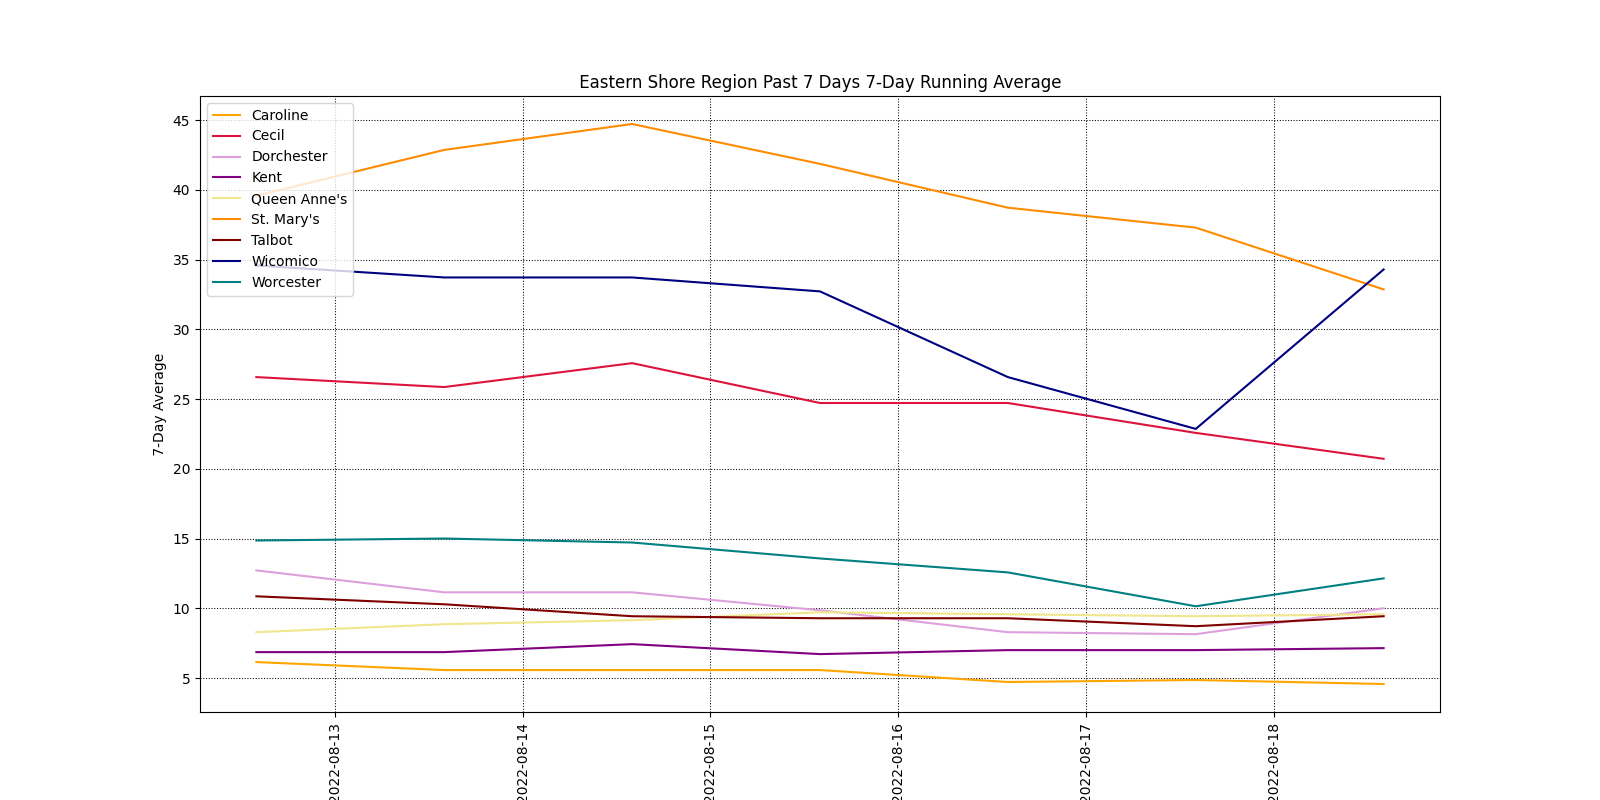 Eastern Shore Region Past 7 Days 7-Day Running Average
Caroline
Cecil
Dorchester
Kent
Queen Anne's
St. Mary's
Talbot
Wicomico
Worcester
45
40
35
30
25
20
15
10
5
7-Day Average
2022-08-13
2022-08-14
2022-08-15
2022-08-16
2022-08-17
2022-08-18